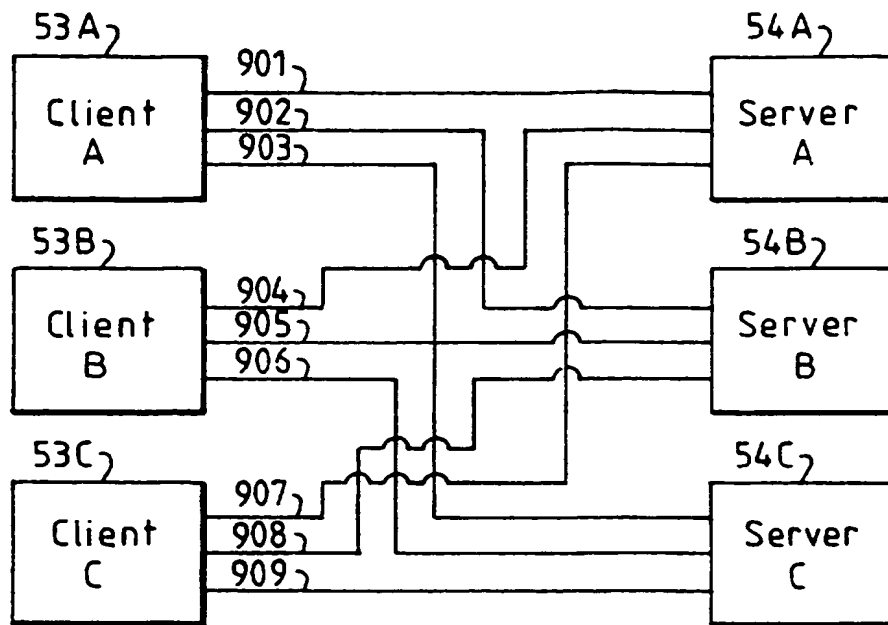 53A
54A
901
902
903
Client
A
Server
A
53B
54B
904
905
906
Client
B
Server
B
53C
54C
907
908
909
Client
C
Server
C